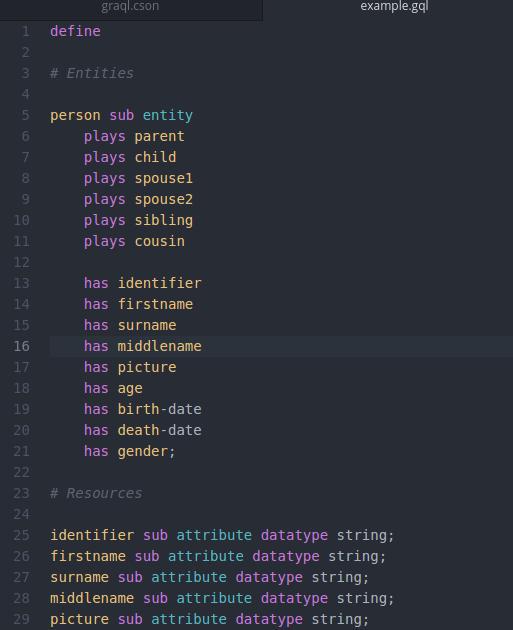 graql.cson example.gql
1 define
2
3 # Entities
4
5 person sub entity
6 plays parent
7 plays child
8 plays spouse1
9 plays spouse2
10 plays sibling
11 plays cousin
12
13 has identifier
14 has firstname
15 has surname
16 has middlename
17 has picture
18 has age
19 has birth-date
20 has death-date
21 has gender;
22
23 # Resources
24
25 identifier sub attribute datatype string;
26 firstname sub attribute datatype string;
27 surname sub attribute datatype string;
28 middlename sub attribute datatype string;
29 picture sub attribute datatype string;